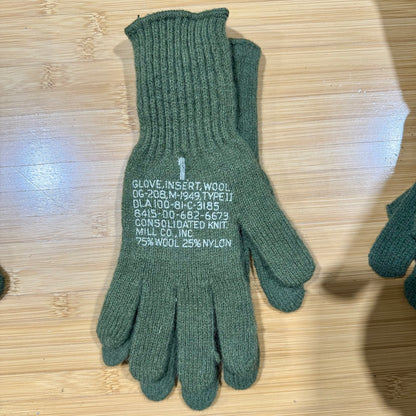 GLOVE, INSERT, WOOL
OG-208, M-1949, TYPE II
DLA 100-81-C-3185
8415-00-682-6673
CONSOLIDATED KNIT.
MILL CO., INC
75% WOOL 25% NYLON